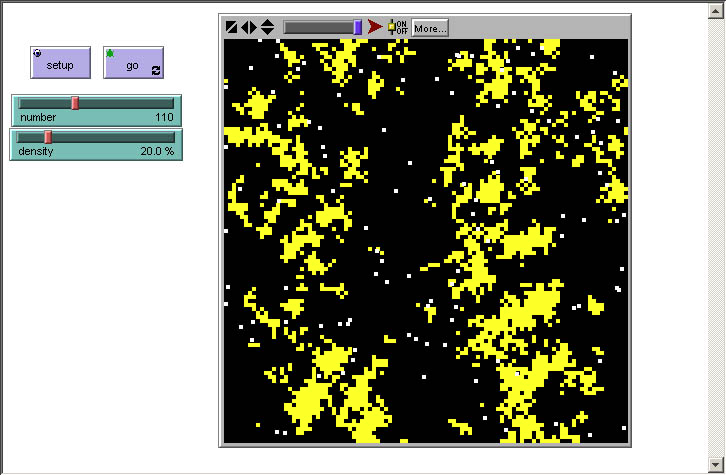 ON
OFF
More...
setup
go
number 110
density 20.0 %